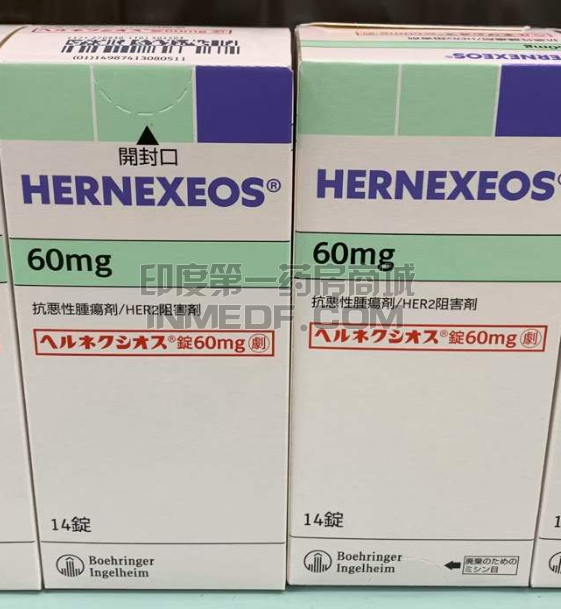 (01)14987413080511
開封口
HERNEXEOS®
60mg
抗悪性腫瘍剤/HER2阻害剤
ヘルネクシオス®錠60mg 劇
14錠
Boehringer
Ingelheim
HERNEXEOS®
HERNEXEOS
60mg
抗悪性腫瘍剤/HER2阻害剤
ヘルネクシオス®錠60mg 劇
14錠
Boehringer
Ingelheim
廃棄のための
ミシン目
印度第一药房商城
INMEDF.COM